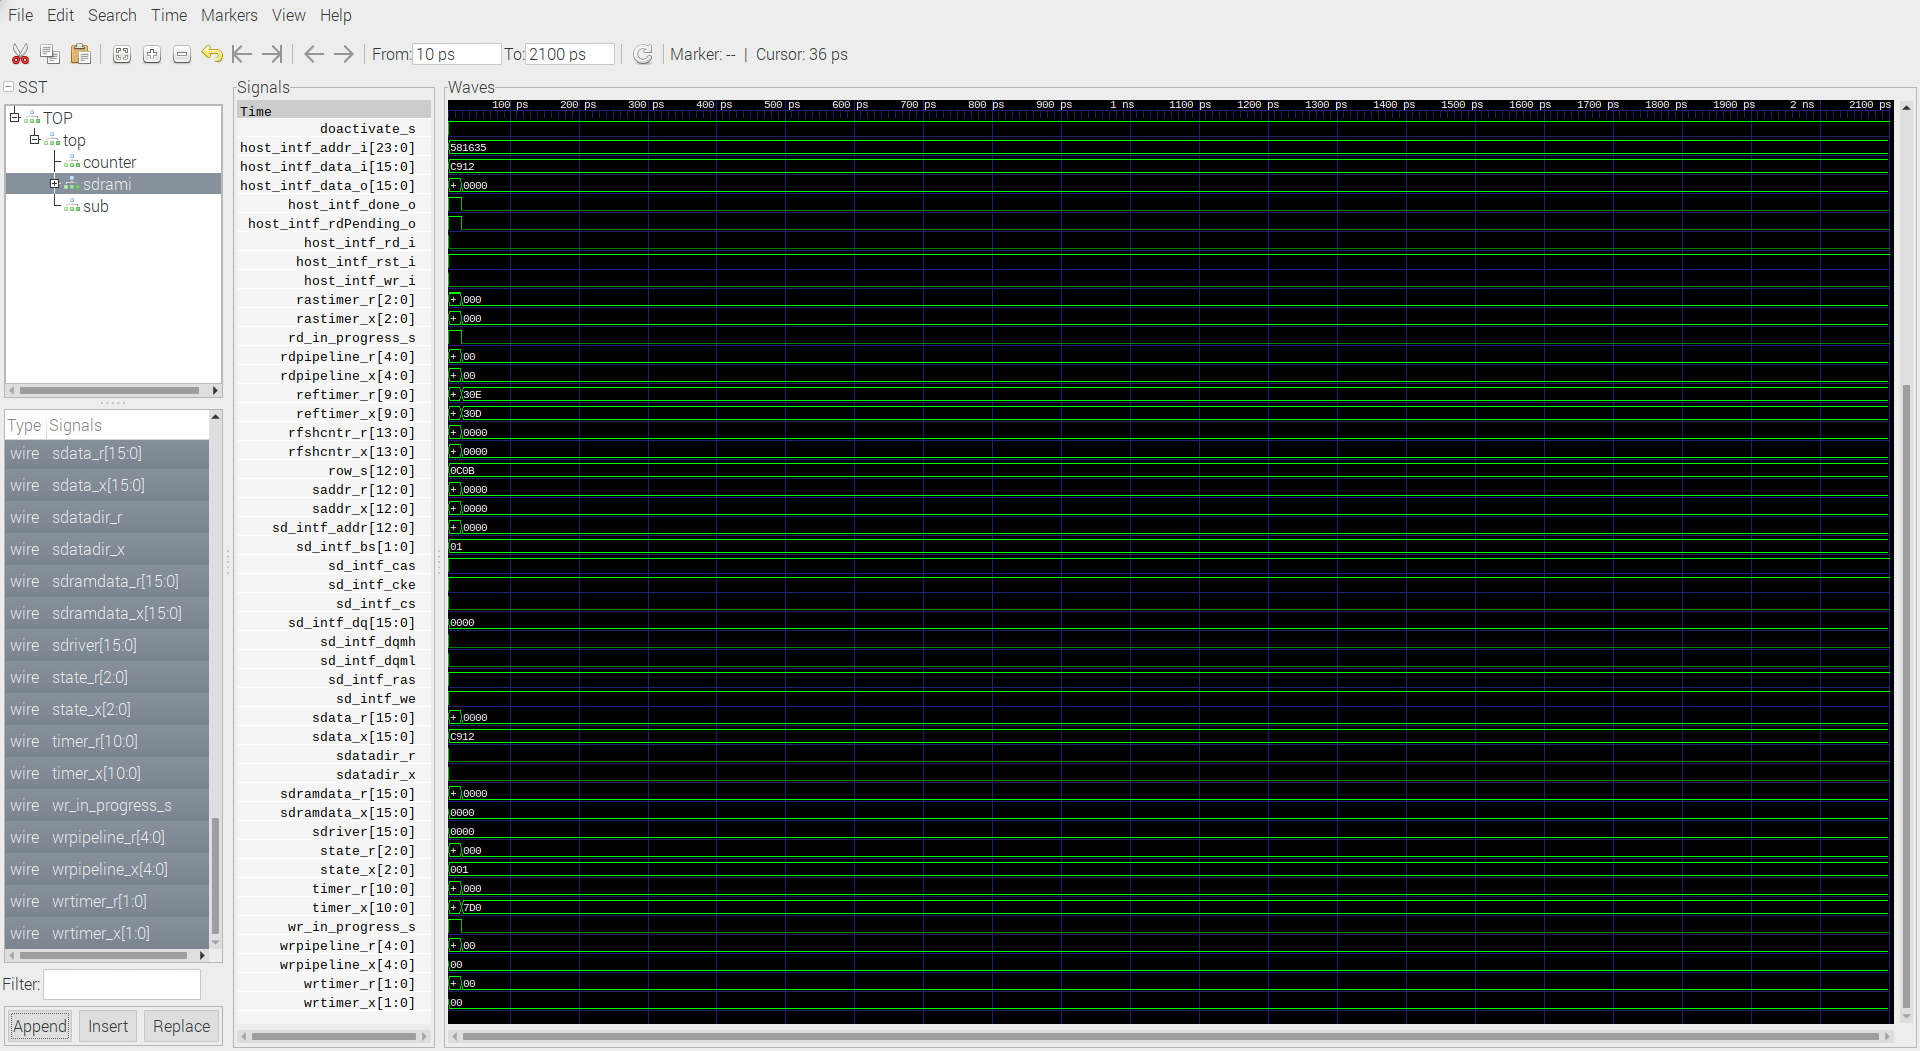 File Edit Search Time Markers View Help
From: 10 ps To: 2100 ps Marker: -- | Cursor: 36 ps
SST
TOP
top
counter
sdrami
sub
Type Signals
wire sdata_r[15:0]
wire sdata_x[15:0]
wire sdatadir_r
wire sdatadir_x
wire sdramdata_r[15:0]
wire sdramdata_x[15:0]
wire sdriver[15:0]
wire state_r[2:0]
wire state_x[2:0]
wire timer_r[10:0]
wire timer_x[10:0]
wire wr_in_progress_s
wire wrpipeline_r[4:0]
wire wrpipeline_x[4:0]
wire wrtimer_r[1:0]
wire wrtimer_x[1:0]
Filter:
Append Insert Replace
Signals
Time
doactivate_s
host_intf_addr_i[23:0]
host_intf_data_i[15:0]
host_intf_data_o[15:0]
host_intf_done_o
host_intf_rdPending_o
host_intf_rd_i
host_intf_rst_i
host_intf_wr_i
rastimer_r[2:0]
rastimer_x[2:0]
rd_in_progress_s
rdpipeline_r[4:0]
rdpipeline_x[4:0]
reftimer_r[9:0]
reftimer_x[9:0]
rfshcntr_r[13:0]
rfshcntr_x[13:0]
row_s[12:0]
saddr_r[12:0]
saddr_x[12:0]
sd_intf_addr[12:0]
sd_intf_bs[1:0]
sd_intf_cas
sd_intf_cke
sd_intf_cs
sd_intf_dq[15:0]
sd_intf_dqmh
sd_intf_dqml
sd_intf_ras
sd_intf_we
sdata_r[15:0]
sdata_x[15:0]
sdatadir_r
sdatadir_x
sdramdata_r[15:0]
sdramdata_x[15:0]
sdriver[15:0]
state_r[2:0]
state_x[2:0]
timer_r[10:0]
timer_x[10:0]
wr_in_progress_s
wrpipeline_r[4:0]
wrpipeline_x[4:0]
wrtimer_r[1:0]
wrtimer_x[1:0]
Waves
100 ps 200 ps 300 ps 400 ps 500 ps 600 ps 700 ps 800 ps 900 ps 1 ns 1100 ps 1200 ps 1300 ps 1400 ps 1500 ps 1600 ps 1700 ps 1800 ps 1900 ps 2 ns 2100 ps
581635
C912
+ 0000
+ 000
+ 000
+ 00
+ 00
+ 30E
+ 30D
+ 0000
+ 0000
0C0B
+ 0000
+ 0000
+ 0000
01
0000
+ 0000
C912
+ 0000
0000
0000
+ 000
001
+ 000
+ 7D0
+ 00
00
+ 00
00